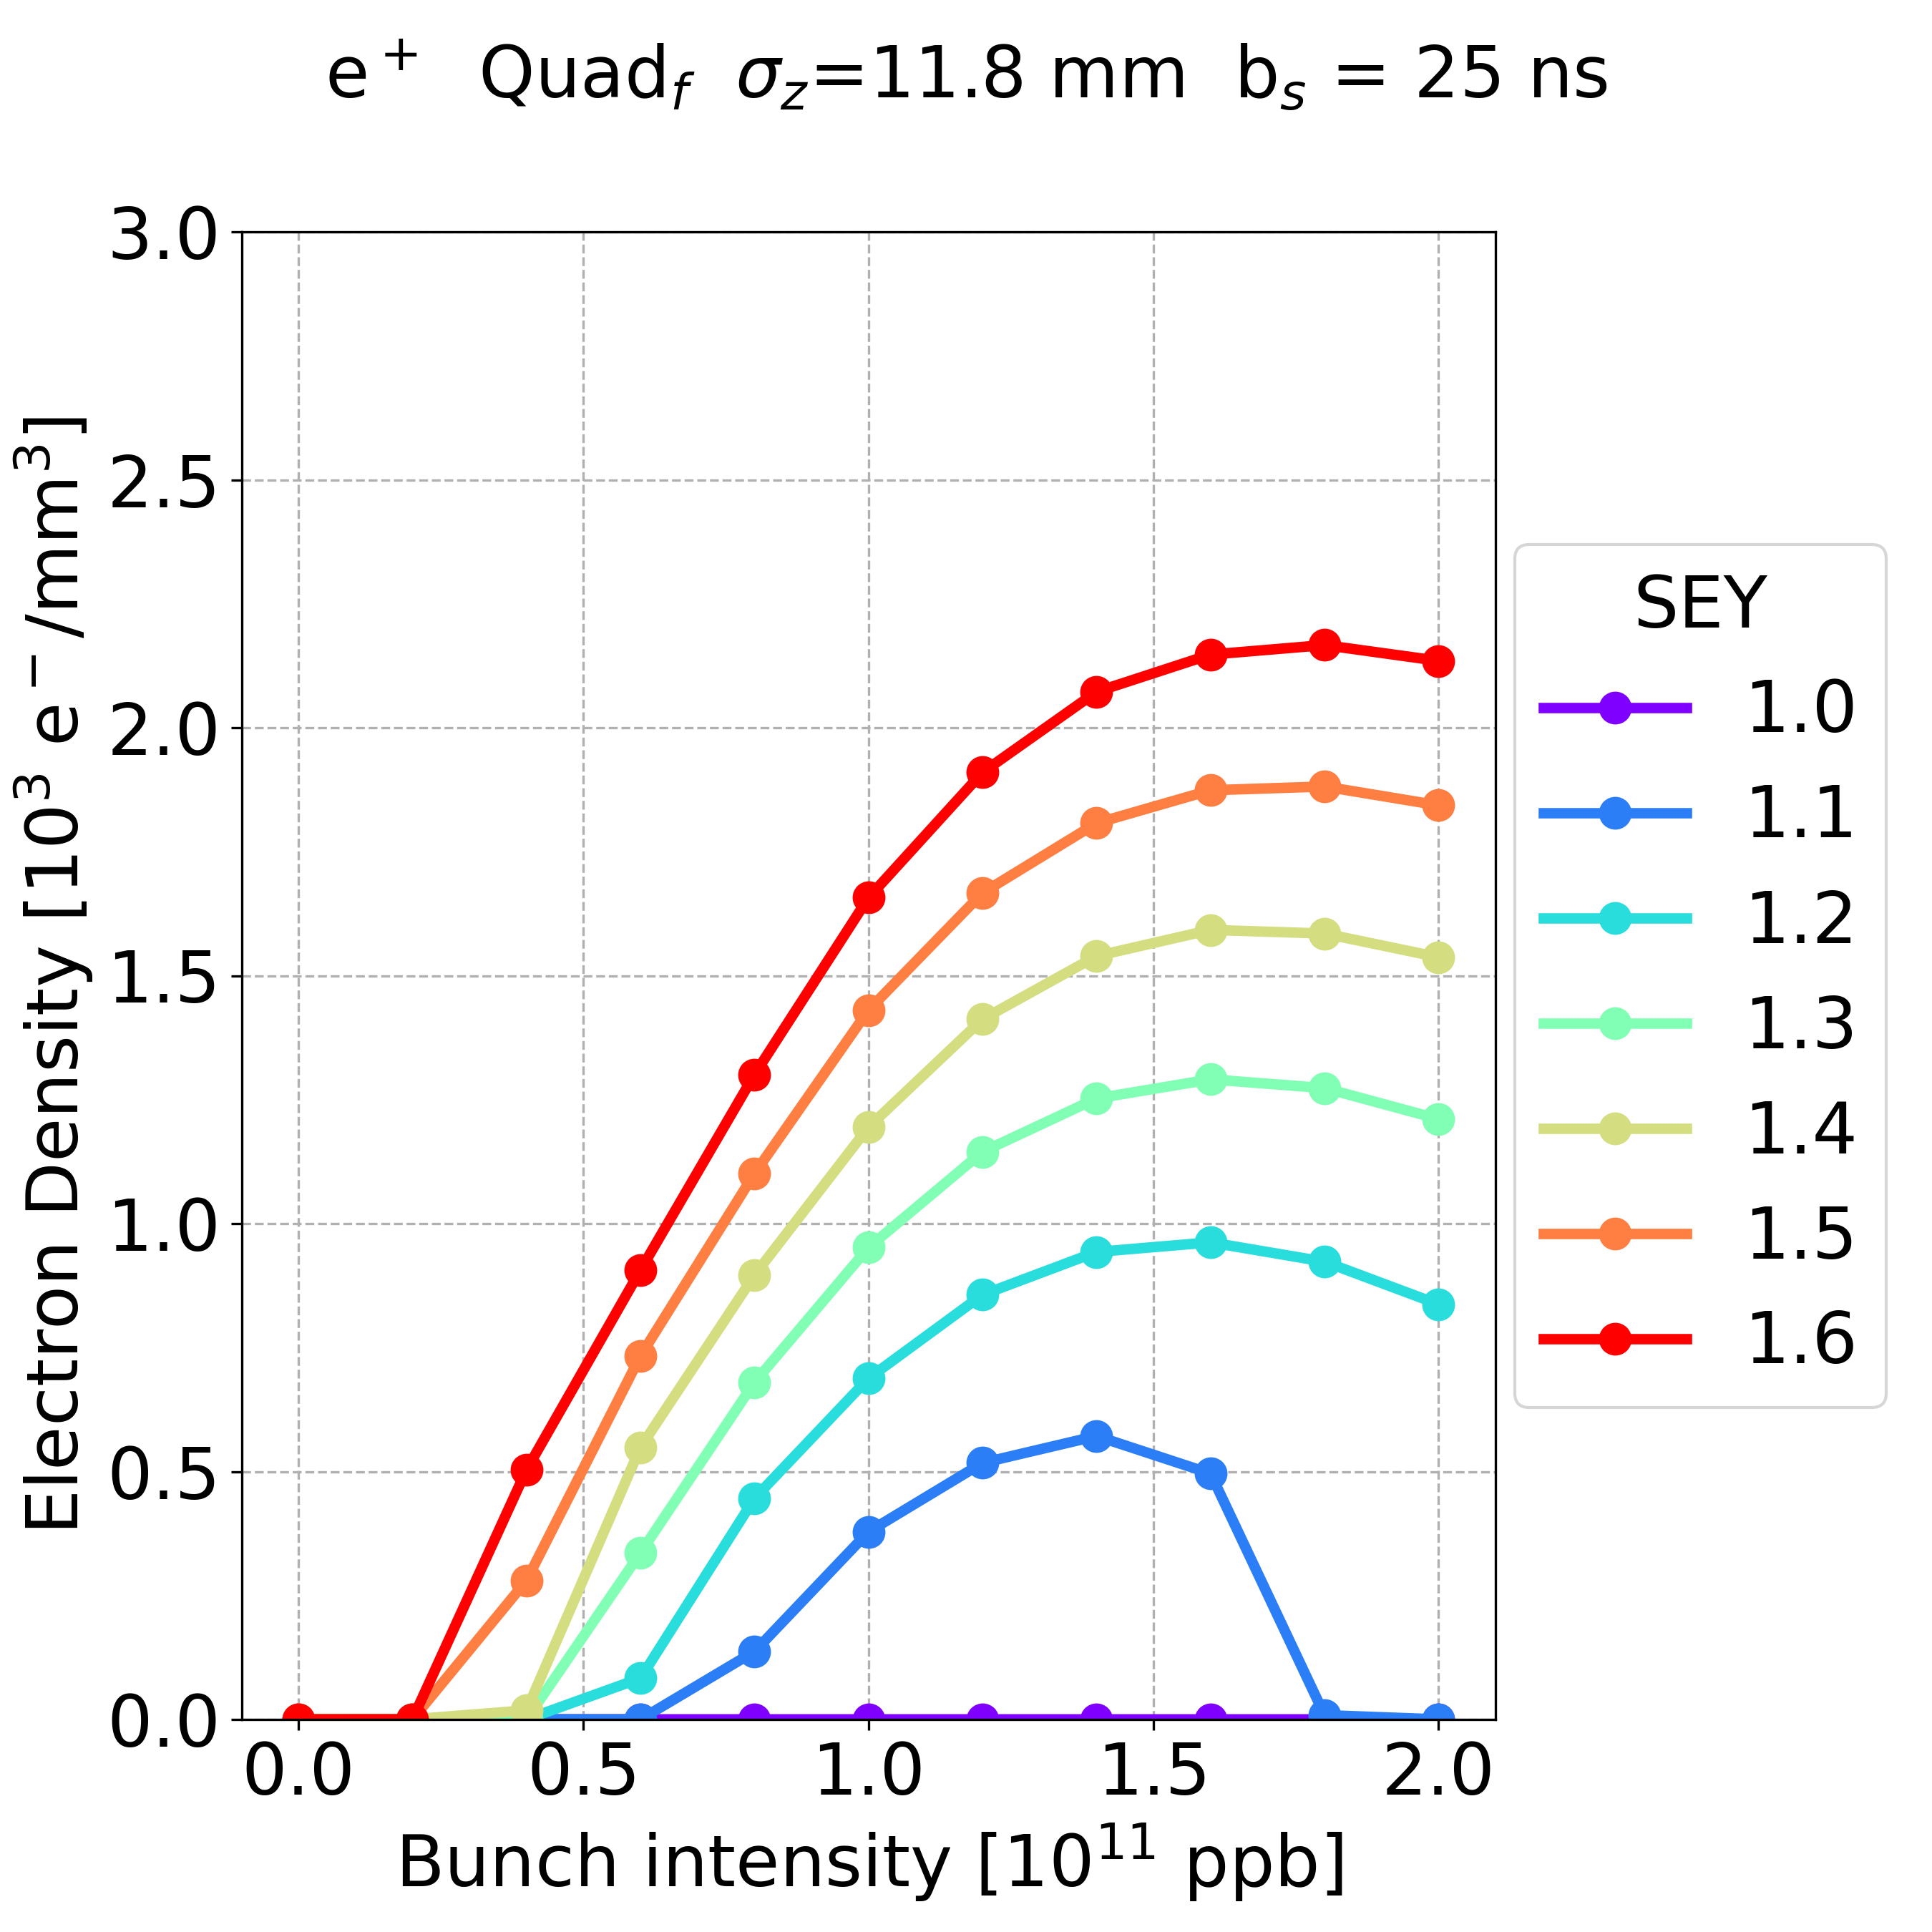 e⁺ Quad_f σ_z=11.8 mm b_s = 25 ns
3.0
2.5
2.0
1.5
1.0
0.5
0.0
0.0 0.5 1.0 1.5 2.0
Electron Density [10³ e⁻/mm³]
Bunch intensity [10¹¹ ppb]
SEY
1.0
1.1
1.2
1.3
1.4
1.5
1.6